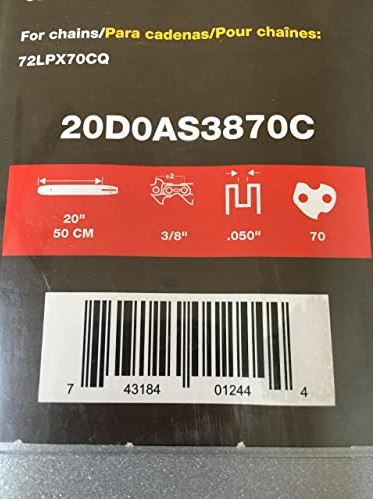 For chains/Para cadenas/Pour chaînes:
72LPX70CQ
20D0AS3870C
÷2
20" 3/8" .050" 70
50 CM
7 43184 01244 4